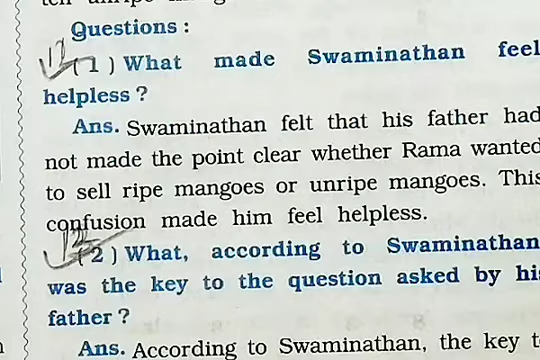 Questions :
(1) What made Swaminathan feel
helpless ?
Ans. Swaminathan felt that his father had
not made the point clear whether Rama wanted
to sell ripe mangoes or unripe mangoes. This
confusion made him feel helpless.
(2) What, according to Swaminathan
was the key to the question asked by his
father ?
Ans. According to Swaminathan, the key